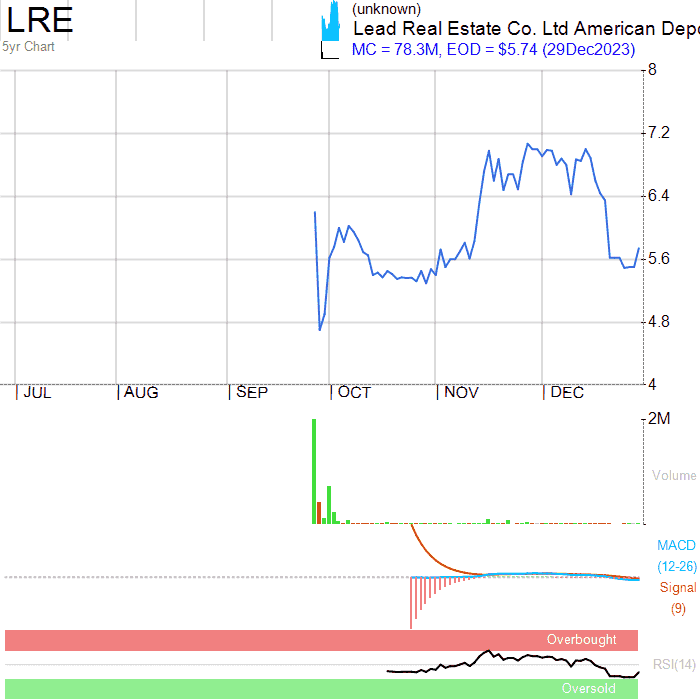 LRE
(unknown)
Lead Real Estate Co. Ltd American Depo
5yr Chart
MC = 78.3M, EOD = $5.74 (29Dec2023)
8
7.2
6.4
5.6
4.8
4
JUL AUG SEP OCT NOV DEC
2M
Volume
MACD
(12-26)
Signal
(9)
Overbought
RSI(14)
Oversold